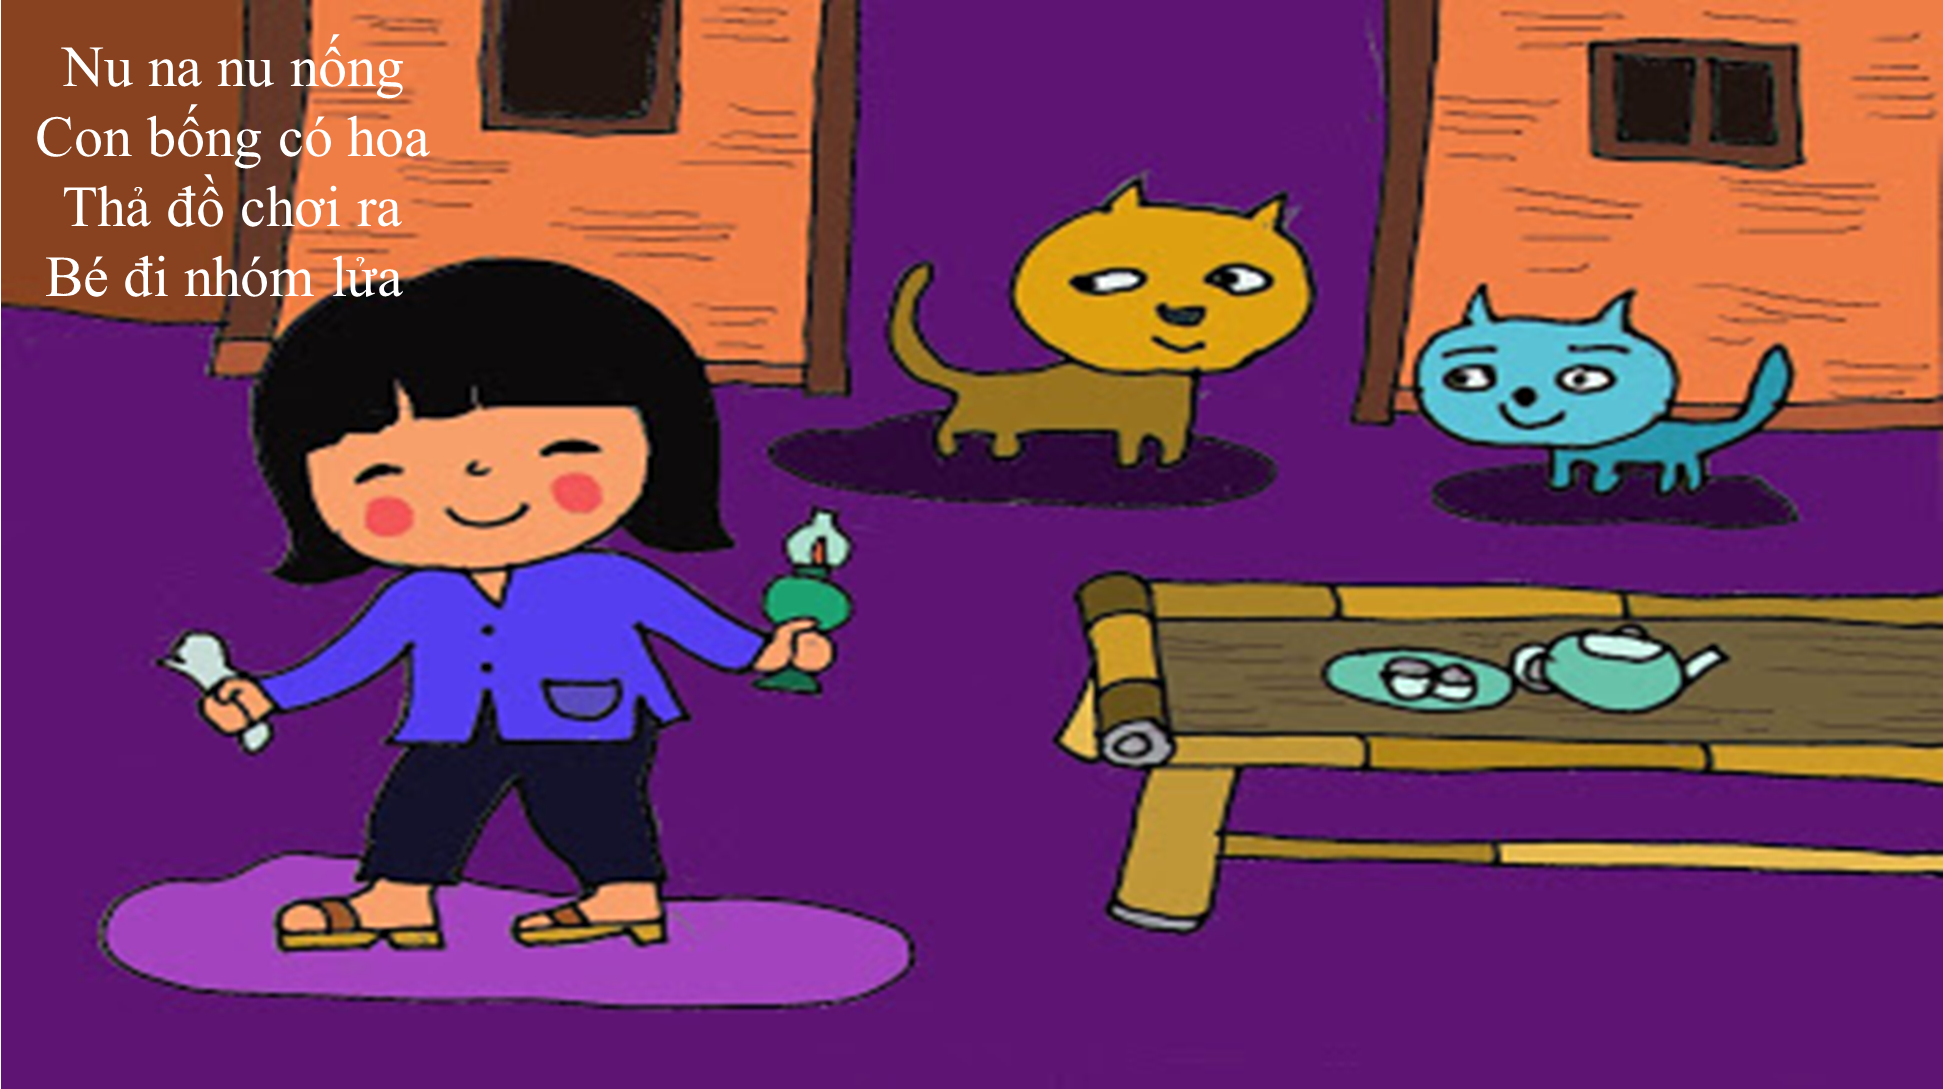 Nu na nu nống
Con bống có hoa
Thả đồ chơi ra
Bé đi nhóm lửa